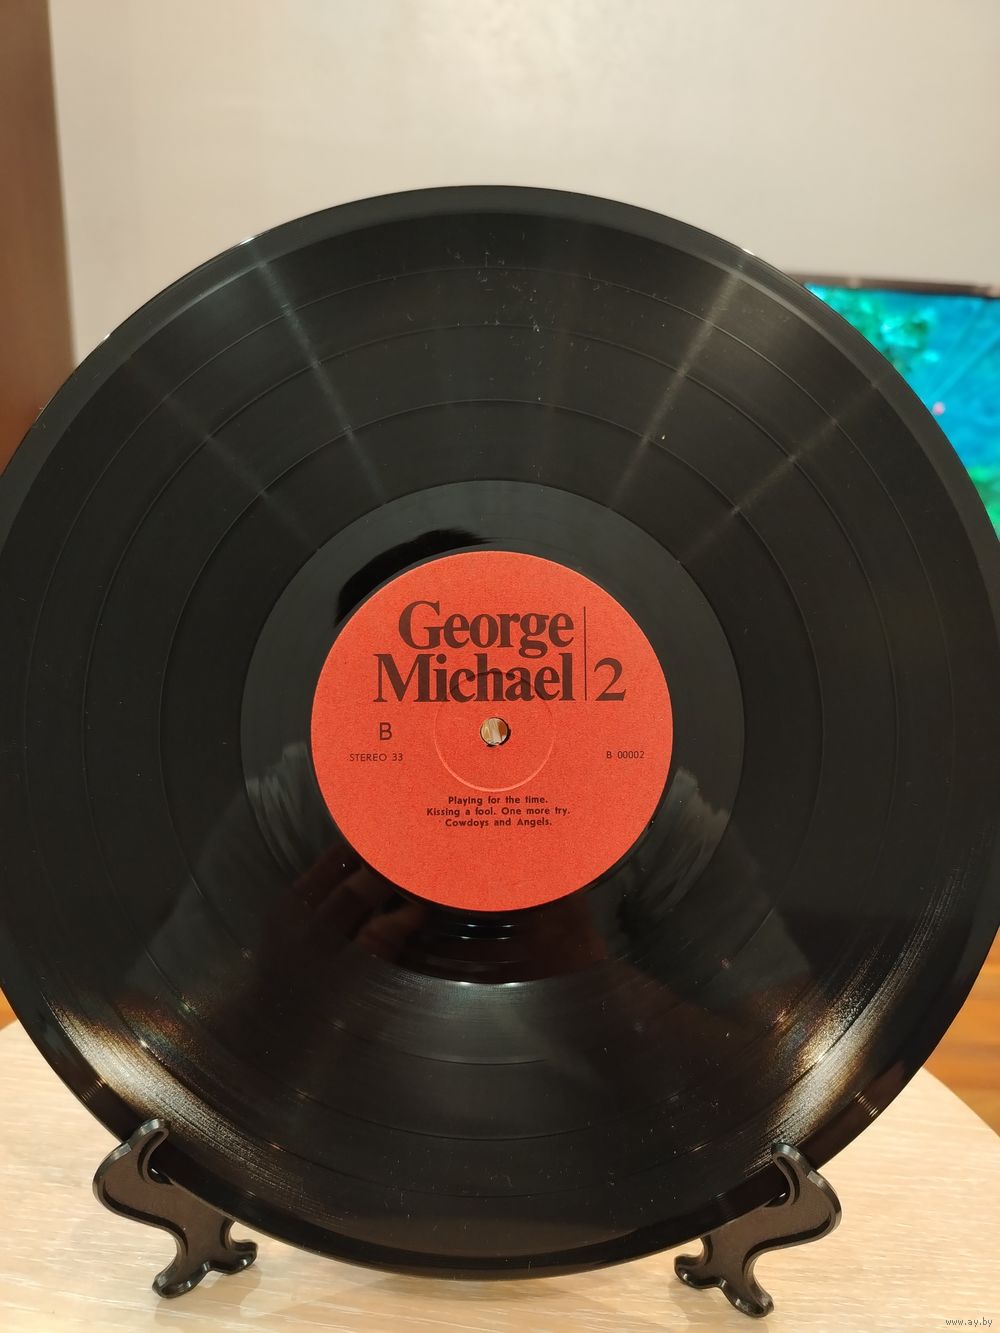 George
Michael 2
B
STEREO 33
B 00002
Playing for the time.
Kissing a fool. One more try.
Cowdoys and Angels.
www.ay.by